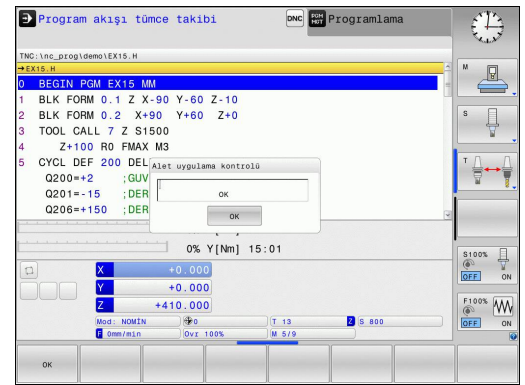 Program akışı tümce takibi
DNC
PGM MGT
Programlama
TNC:\nc_prog\demo\EX15.H
→EX15.H
0 BEGIN PGM EX15 MM
1 BLK FORM 0.1 Z X-90 Y-60 Z-10
2 BLK FORM 0.2 X+90 Y+60 Z+0
3 TOOL CALL 7 Z S1500
4 Z+100 R0 FMAX M3
5 CYCL DEF 200 DEL
Q200=+2 ;GUV
Q201=-15 ;DER
Q206=+150 ;DER
Alet uygulama kontrolü
OK
OK
0% Y[Nm] 15:01
X +0.000
Y +0.000
Z +410.000
Mod: NOMİN 0 T 13 Z S 800
F 0mm/min Ovr 100% M 5/9
M
S
T
S100%
OFF ON
F100%
OFF ON
OK